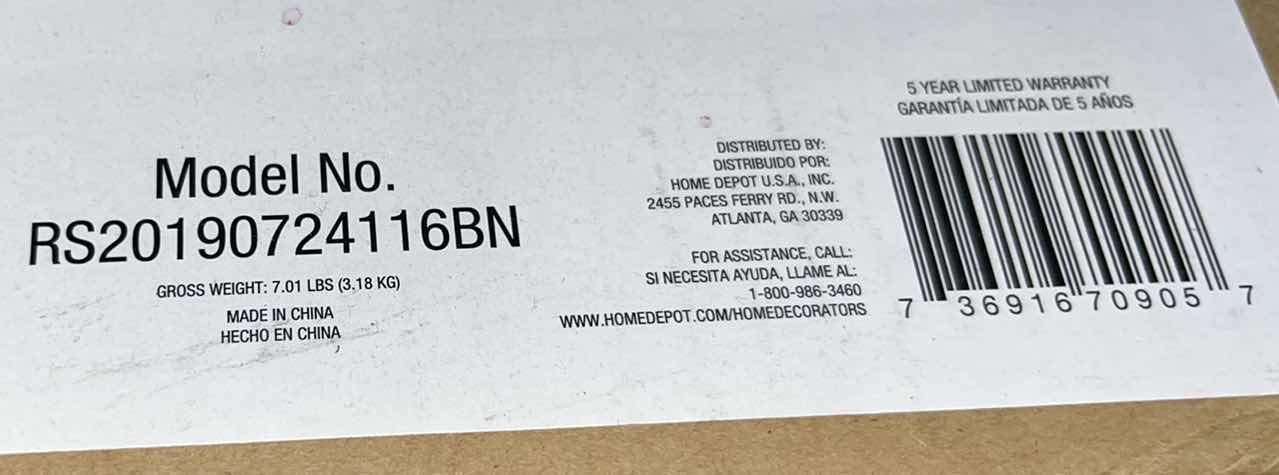 Model No.
RS20190724116BN
GROSS WEIGHT: 7.01 LBS (3.18 KG)
MADE IN CHINA
HECHO EN CHINA
DISTRIBUTED BY:
DISTRIBUIDO POR:
HOME DEPOT U.S.A., INC.
2455 PACES FERRY RD., N.W.
ATLANTA, GA 30339
FOR ASSISTANCE, CALL:
SI NECESITA AYUDA, LLAME AL:
1-800-986-3460
WWW.HOMEDEPOT.COM/HOMEDECORATORS
5 YEAR LIMITED WARRANTY
GARANTÍA LIMITADA DE 5 AÑOS
7 36916 70905 7